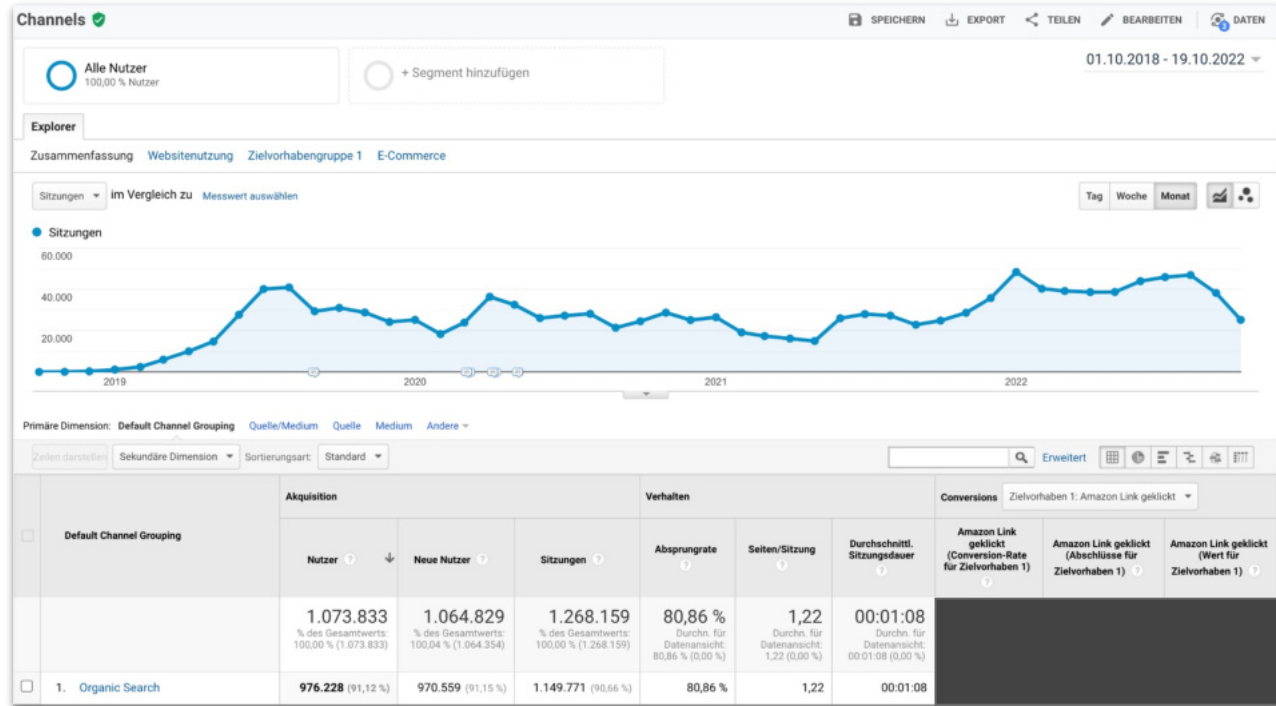 Channels
SPEICHERN EXPORT TEILEN BEARBEITEN 3 DATEN
Alle Nutzer
100,00 % Nutzer
+ Segment hinzufügen
01.10.2018 - 19.10.2022
Explorer
Zusammenfassung Websitenutzung Zielvorhabengruppe 1 E-Commerce
Sitzungen im Vergleich zu Messwert auswählen
Tag Woche Monat
Sitzungen
60.000
40.000
20.000
2019 2020 2021 2022
Primäre Dimension: Default Channel Grouping Quelle/Medium Quelle Medium Andere
Zeilen darstellen Sekundäre Dimension Sortierungsart: Standard Erweitert
Default Channel Grouping
Akquisition
Nutzer ? Neue Nutzer ? Sitzungen ?
Verhalten
Absprungrate
?
Seiten/Sitzung
?
Durchschnittl.
Sitzungsdauer
?
Conversions Zielvorhaben 1: Amazon Link geklickt
Amazon Link
geklickt
(Conversion-Rate
für Zielvorhaben 1)
?
Amazon Link geklickt
(Abschlüsse für
Zielvorhaben 1) ?
Amazon Link geklickt
(Wert für
Zielvorhaben 1) ?
1.073.833
% des Gesamtwerts:
100,00 % (1.073.833)
1.064.829
% des Gesamtwerts:
100,04 % (1.064.354)
1.268.159
% des Gesamtwerts:
100,00 % (1.268.159)
80,86 %
Durchn. für
Datenansicht:
80,86 % (0,00 %)
1,22
Durchn. für
Datenansicht:
1,22 (0,00 %)
00:01:08
Durchn. für
Datenansicht:
00:01:08 (0,00 %)
1. Organic Search 976.228 (91,12 %) 970.559 (91,15 %) 1.149.771 (90,66 %) 80,86 % 1,22 00:01:08